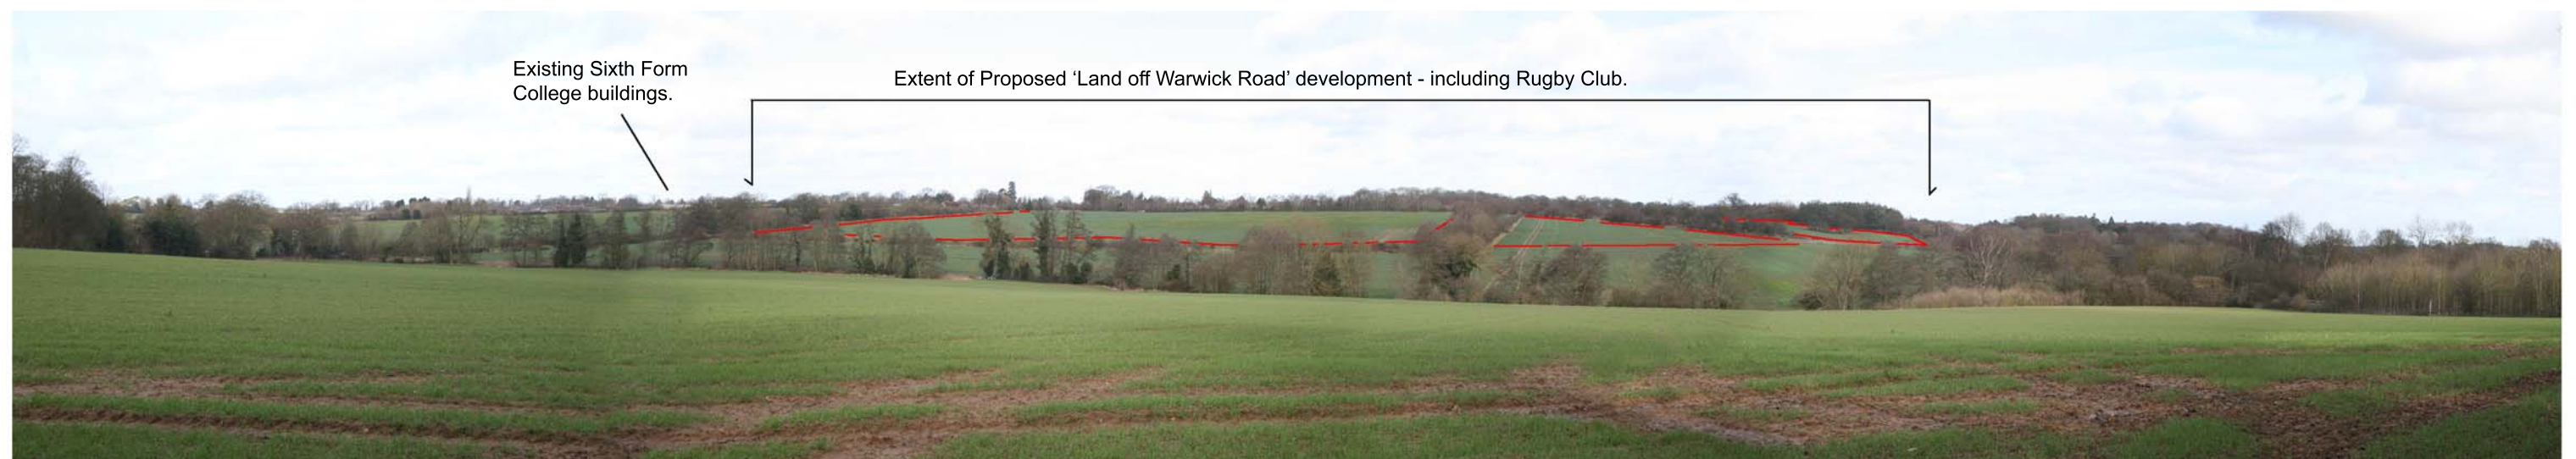 Existing Sixth Form
College buildings.
Extent of Proposed ‘Land off Warwick Road’ development - including Rugby Club.